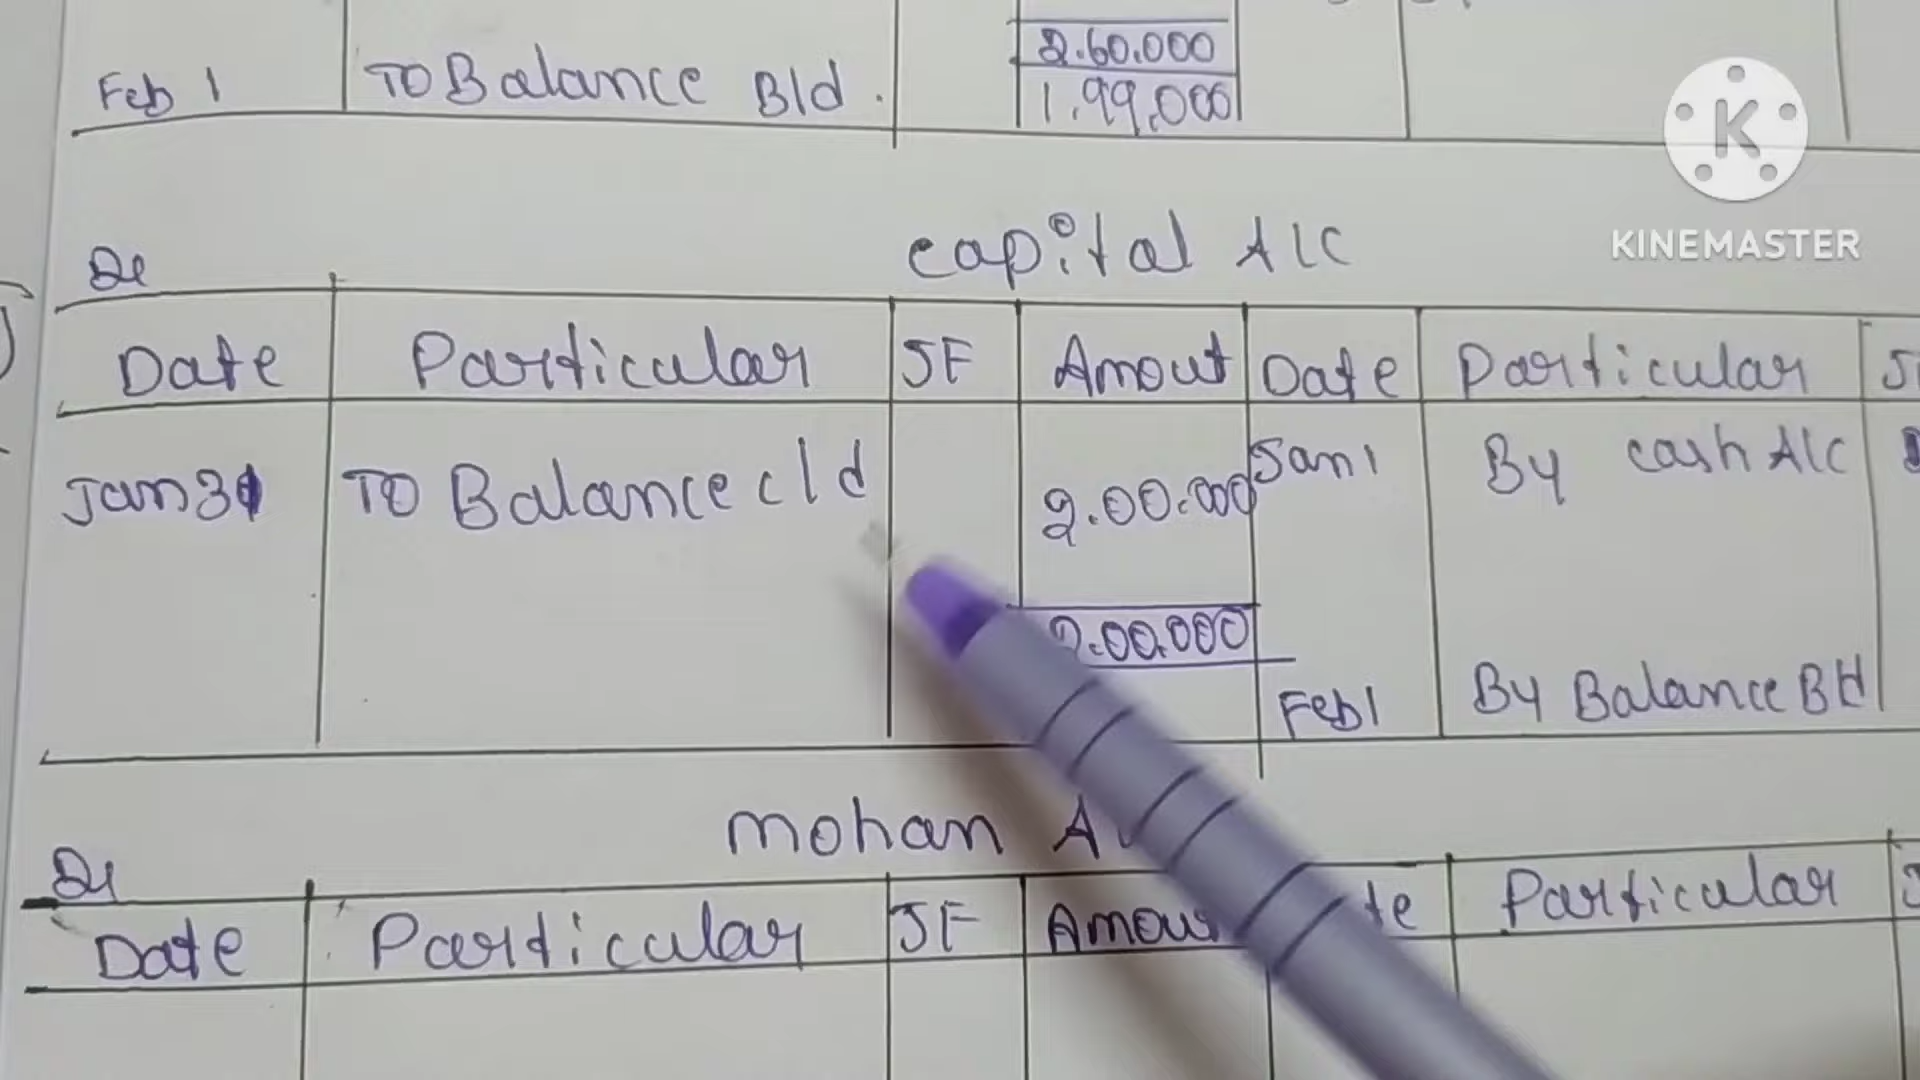 2.60.000
Feb 1 TO Balance B/d. 1.99,000
K
KINEMASTER
Capital A/C
Dr
Date Particular JF Amout Date Particular
Jan 31 TO Balance c/d 2.00.000 Jan 1 By cash A/C
2.00.000
Feb 1 By Balance B/d
mohan
Dr
Date Particular JF Particular